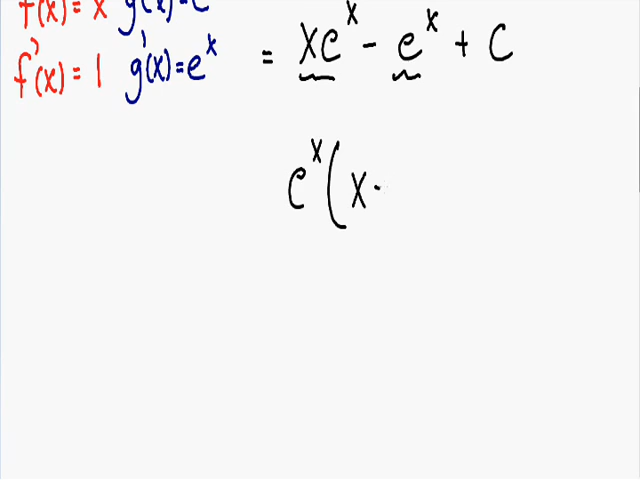 f(x) = x g(x) = e
f'(x) = 1 g'(x) = e^x = xe^x - e^x + C
e^x (x -